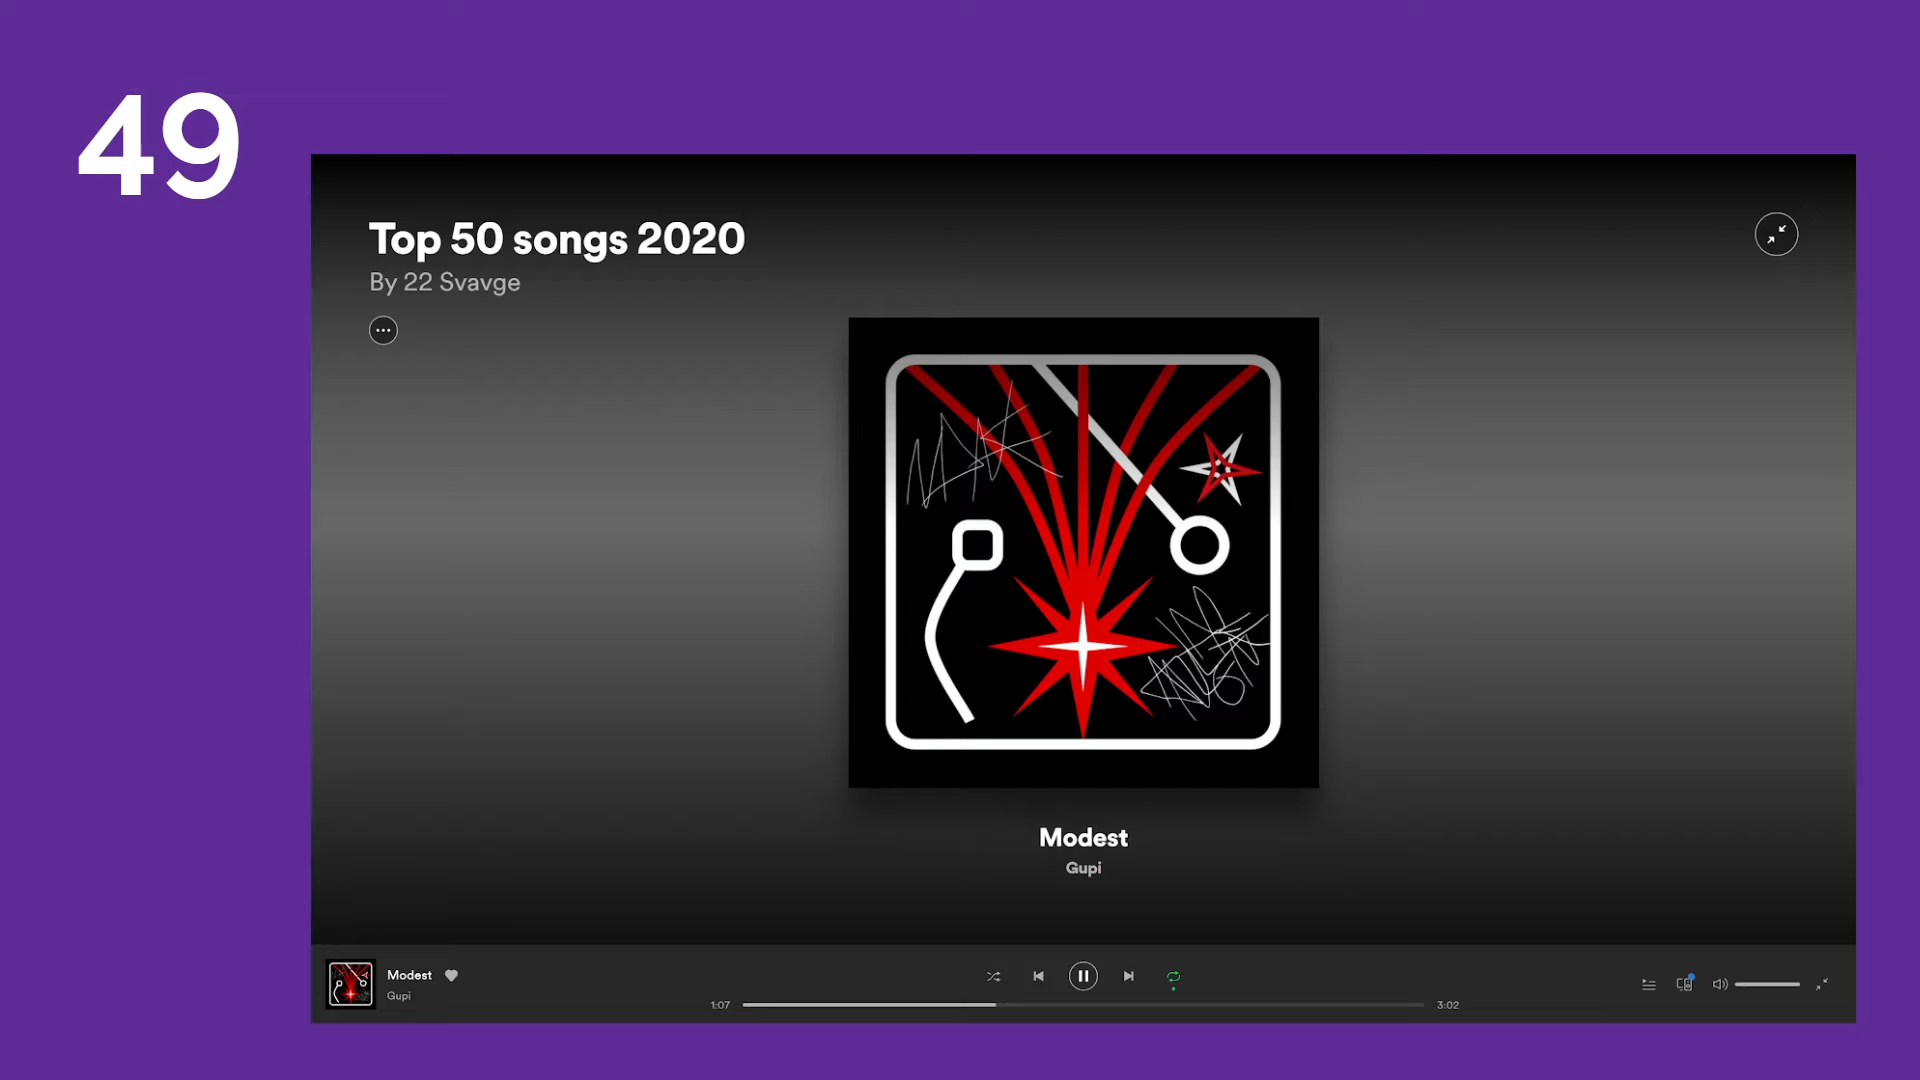 49
Top 50 songs 2020
By 22 Svavge
Modest
Gupi
Modest
Gupi
1:07
3:02